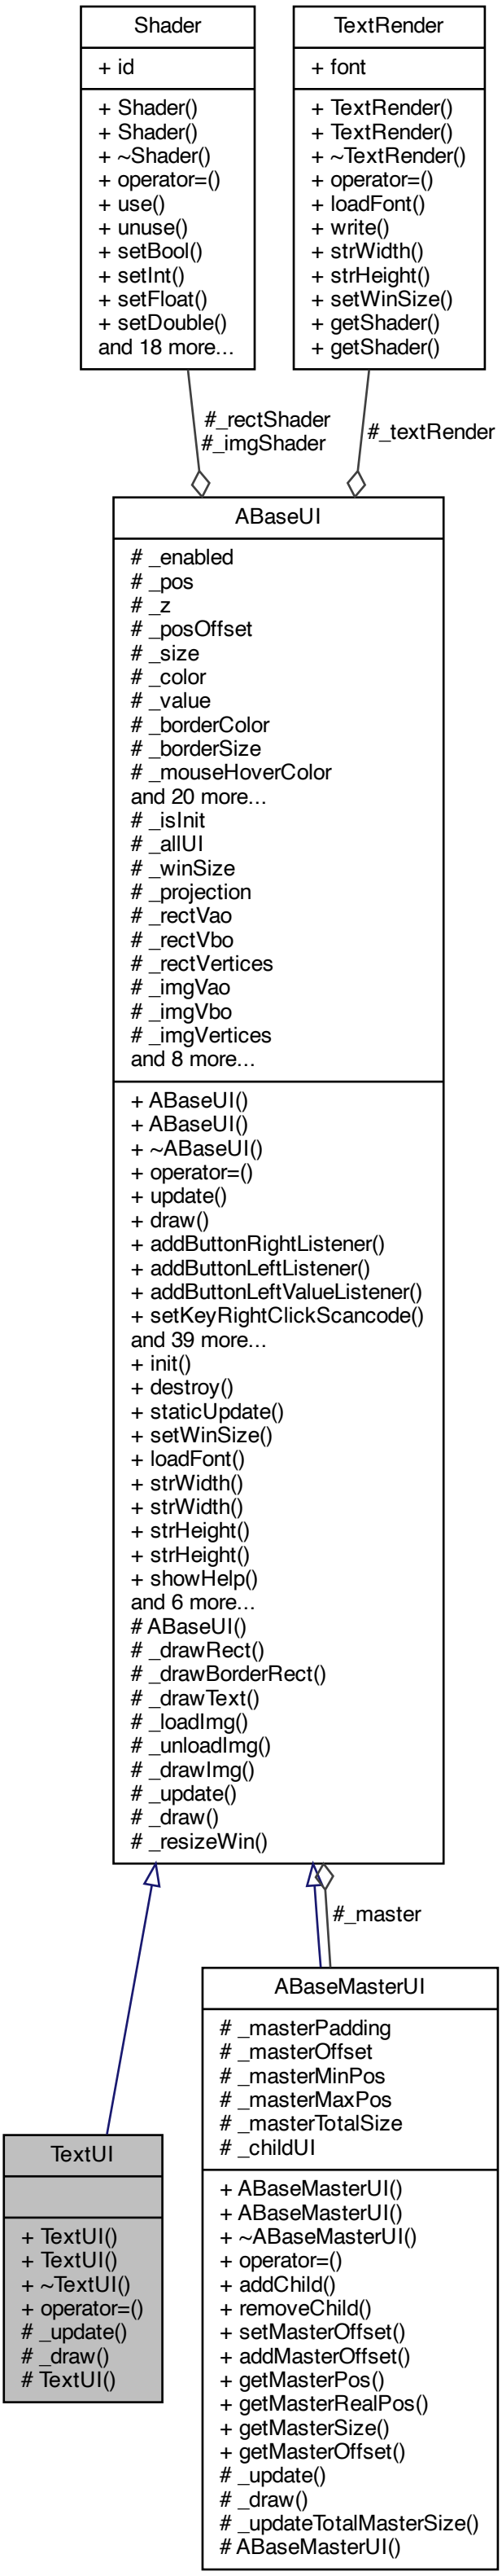 Shader
+ id
+ Shader()
+ Shader()
+ ~Shader()
+ operator=()
+ use()
+ unuse()
+ setBool()
+ setInt()
+ setFloat()
+ setDouble()
and 18 more...
TextRender
+ font
+ TextRender()
+ TextRender()
+ ~TextRender()
+ operator=()
+ loadFont()
+ write()
+ strWidth()
+ strHeight()
+ setWinSize()
+ getShader()
+ getShader()
#_rectShader
#_imgShader
#_textRender
ABaseUI
# _enabled
# _pos
# _z
# _posOffset
# _size
# _color
# _value
# _borderColor
# _borderSize
# _mouseHoverColor
and 20 more...
# _isInit
# _allUI
# _winSize
# _projection
# _rectVao
# _rectVbo
# _rectVertices
# _imgVao
# _imgVbo
# _imgVertices
and 8 more...
+ ABaseUI()
+ ABaseUI()
+ ~ABaseUI()
+ operator=()
+ update()
+ draw()
+ addButtonRightListener()
+ addButtonLeftListener()
+ addButtonLeftValueListener()
+ setKeyRightClickScancode()
and 39 more...
+ init()
+ destroy()
+ staticUpdate()
+ setWinSize()
+ loadFont()
+ strWidth()
+ strWidth()
+ strHeight()
+ strHeight()
+ showHelp()
and 6 more...
# ABaseUI()
# _drawRect()
# _drawBorderRect()
# _drawText()
# _loadImg()
# _unloadImg()
# _drawImg()
# _update()
# _draw()
# _resizeWin()
#_master
ABaseMasterUI
# _masterPadding
# _masterOffset
# _masterMinPos
# _masterMaxPos
# _masterTotalSize
# _childUI
+ ABaseMasterUI()
+ ABaseMasterUI()
+ ~ABaseMasterUI()
+ operator=()
+ addChild()
+ removeChild()
+ setMasterOffset()
+ addMasterOffset()
+ getMasterPos()
+ getMasterRealPos()
+ getMasterSize()
+ getMasterOffset()
# _update()
# _draw()
# _updateTotalMasterSize()
# ABaseMasterUI()
TextUI
+ TextUI()
+ TextUI()
+ ~TextUI()
+ operator=()
# _update()
# _draw()
# TextUI()